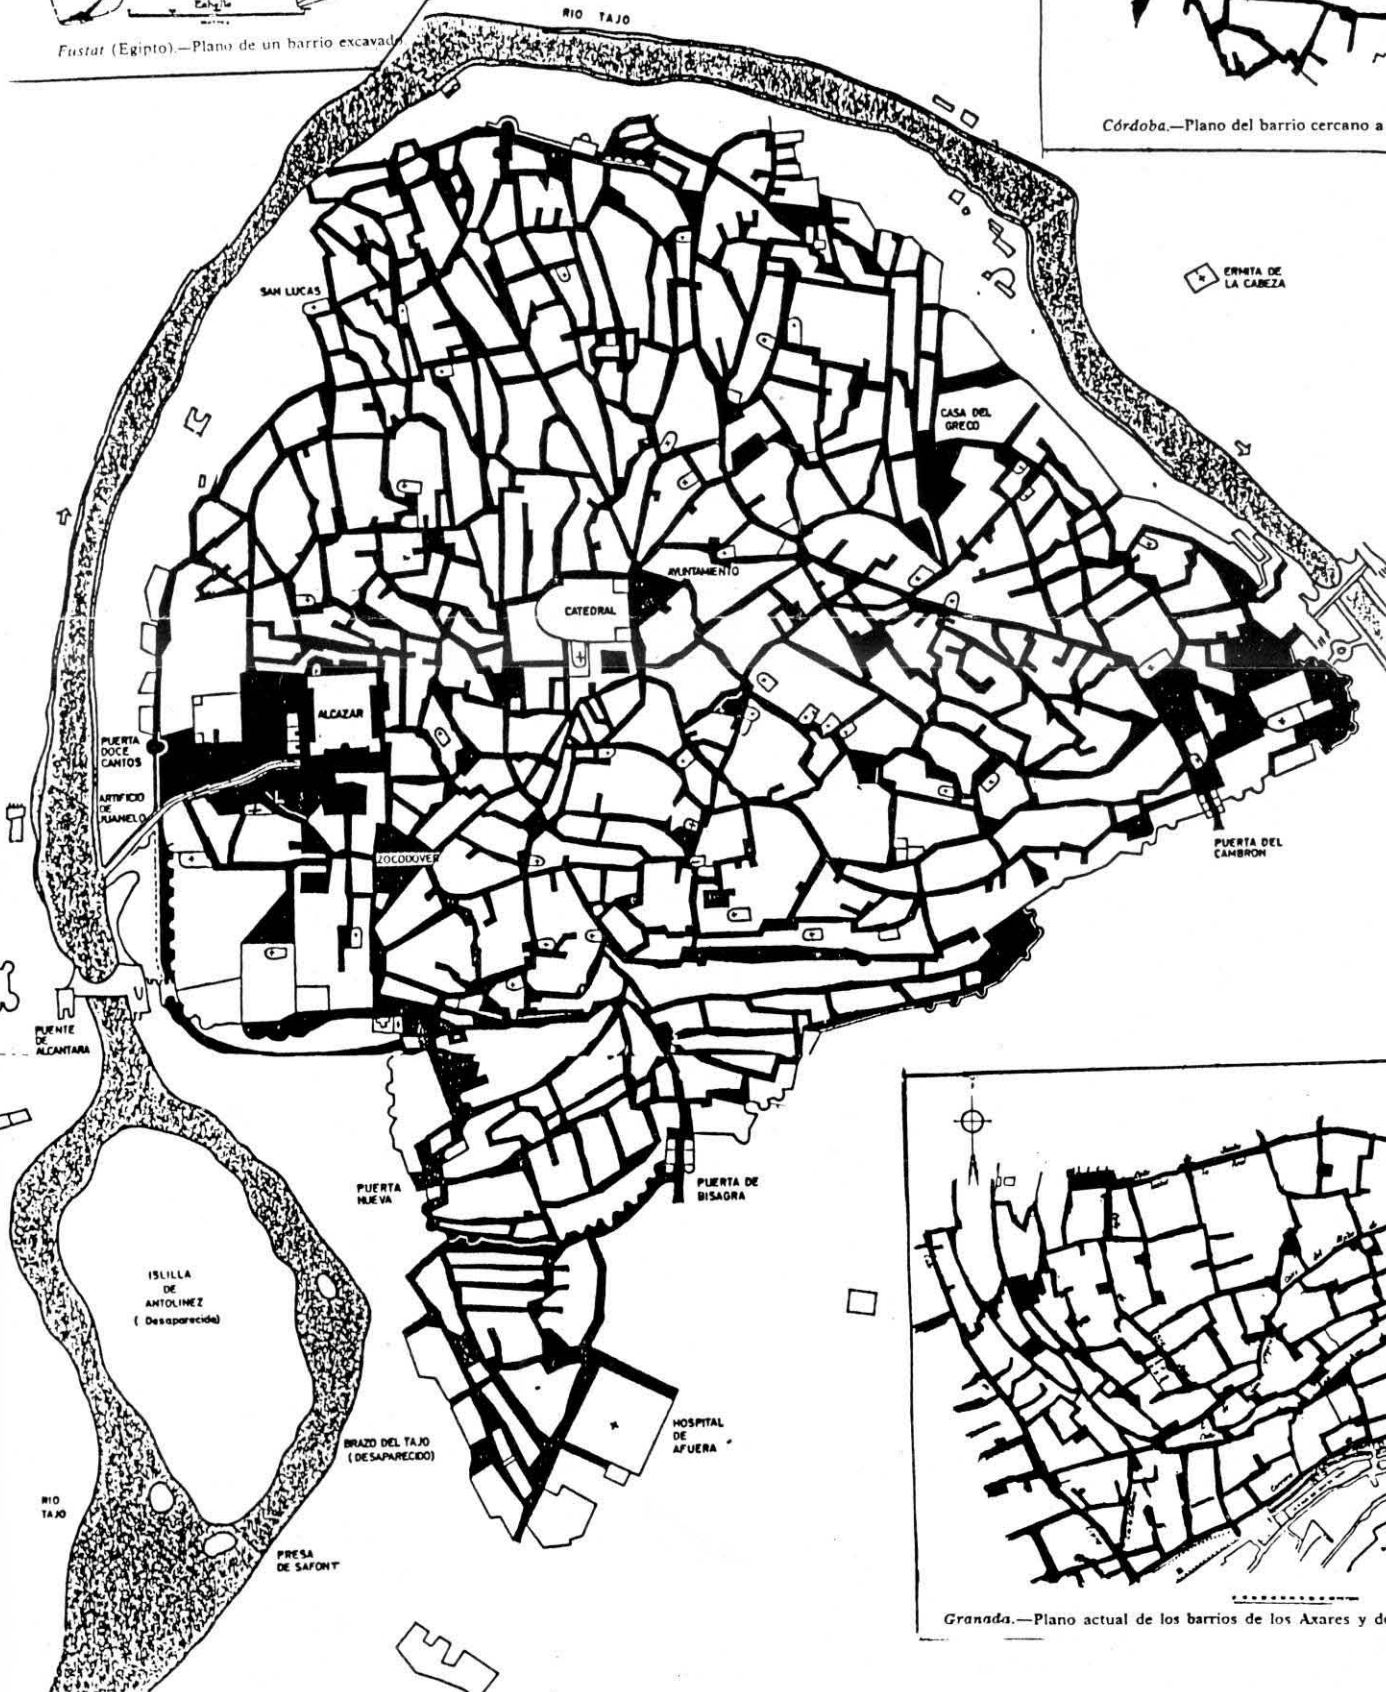 Fustat (Egipto).—Plano de un barrio excavado
RIO TAJO
Córdoba.—Plano del barrio cercano a
ERMITA DE
LA CABEZA
SAN LUCAS
CASA DEL
GRECO
AYUNTAMIENTO
CATEDRAL
ALCAZAR
PUERTA
DOCE
CANTOS
ARTIFICIO
DE
JUANELO
ZOCODOVER
PUERTA DEL
CAMBRON
PUENTE
DE
ALCANTARA
PUERTA
NUEVA
PUERTA DE
BISAGRA
ISLILLA
DE
ANTOLINEZ
( Desaparecida)
HOSPITAL
DE
AFUERA
BRAZO DEL TAJO
(DESAPARECIDO)
RIO
TAJO
PRESA
DE SAFONT
Granada.—Plano actual de los barrios de los Axares y de